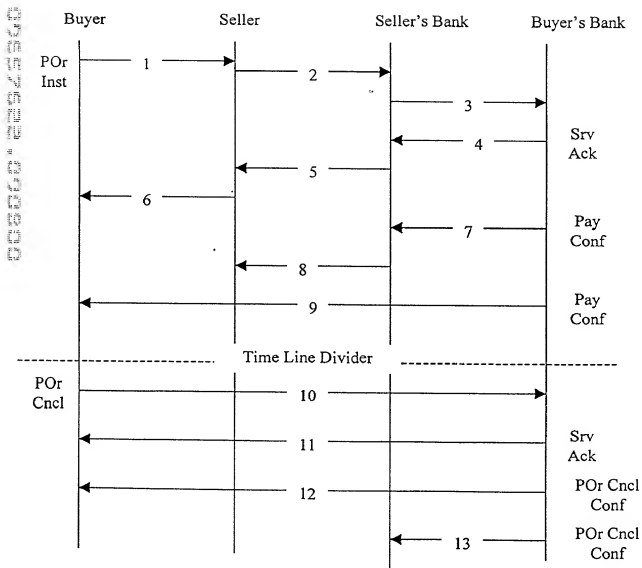 Buyer Seller Seller's Bank Buyer's Bank
POr
Inst
1
2
3
4
Srv
Ack
5
6
7
Pay
Conf
8
9
Pay
Conf
Time Line Divider
POr
Cncl
10
11
Srv
Ack
12
POr Cncl
Conf
13
POr Cncl
Conf